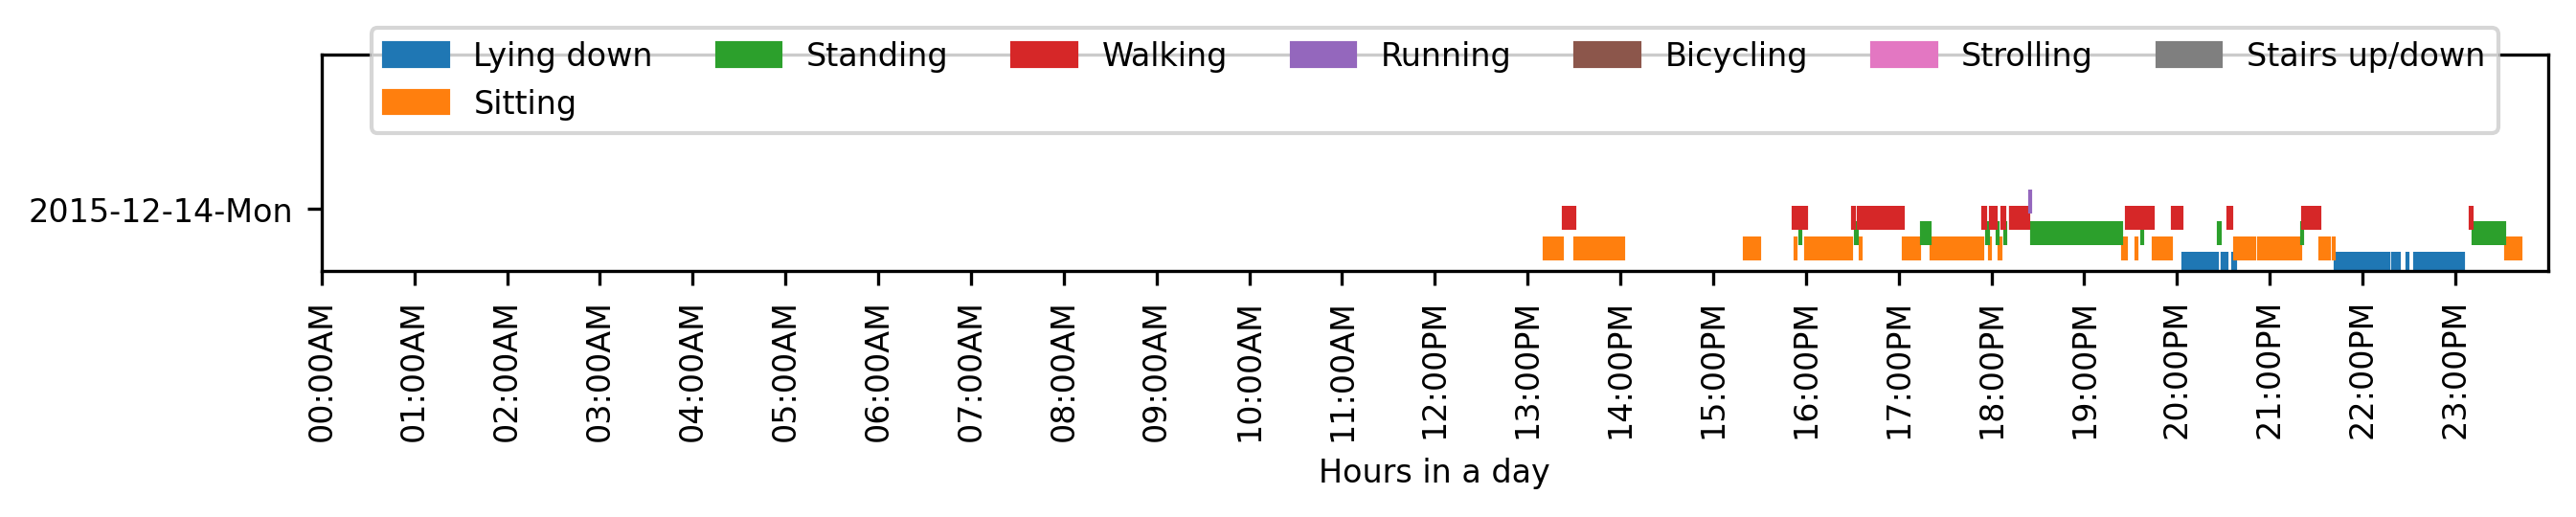 Lying down Standing Walking Running Bicycling Strolling Stairs up/down
Sitting
2015-12-14-Mon
00:00AM 01:00AM 02:00AM 03:00AM 04:00AM 05:00AM 06:00AM 07:00AM 08:00AM 09:00AM 10:00AM 11:00AM 12:00PM 13:00PM 14:00PM 15:00PM 16:00PM 17:00PM 18:00PM 19:00PM 20:00PM 21:00PM 22:00PM 23:00PM
Hours in a day